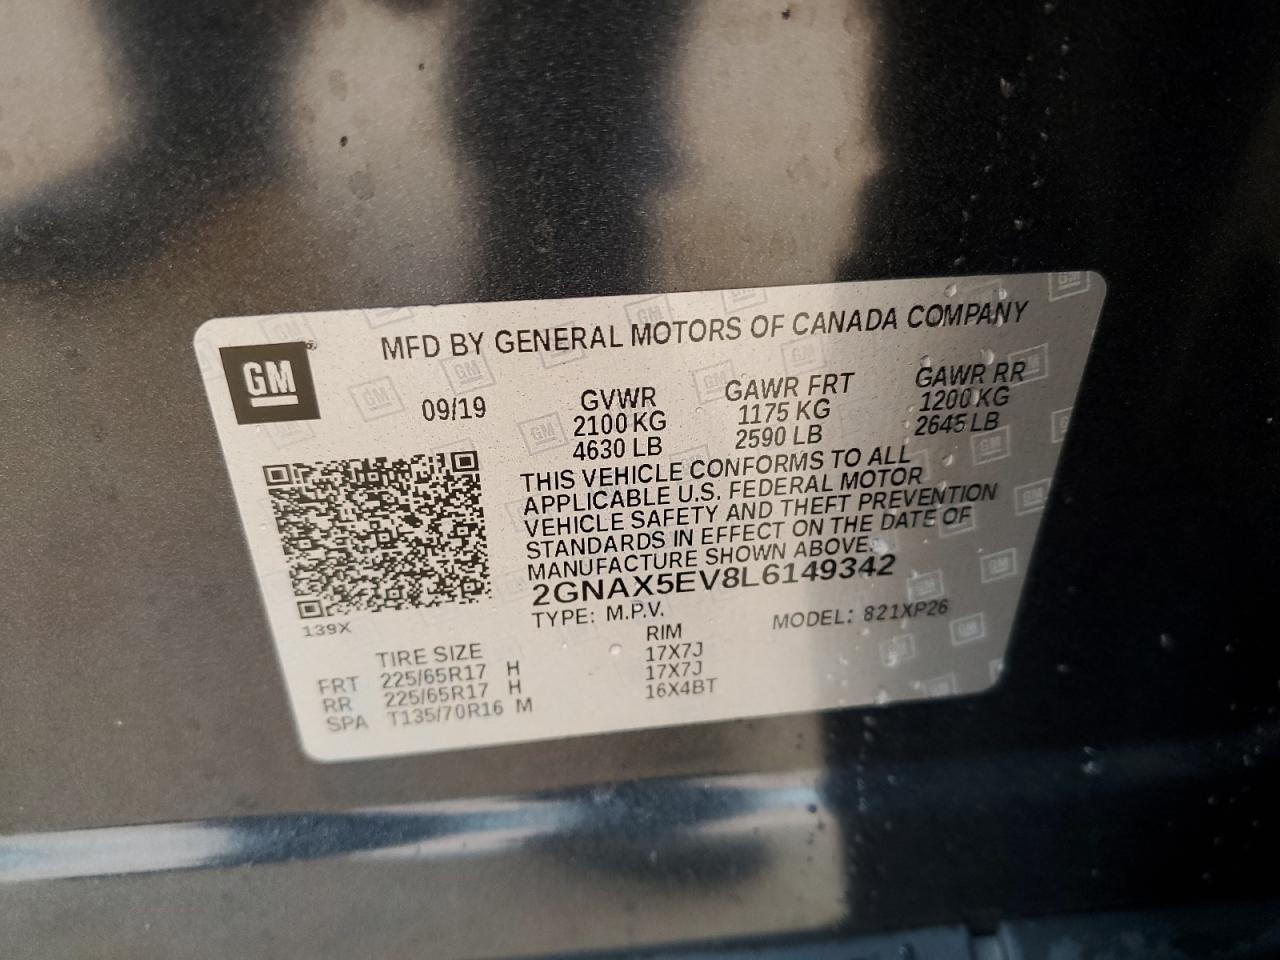 MFD BY GENERAL MOTORS OF CANADA COMPANY
GM
09/19
GVWR GAWR FRT GAWR RR
2100 KG 1175 KG 1200 KG
4630 LB 2590 LB 2645 LB
THIS VEHICLE CONFORMS TO ALL
APPLICABLE U.S. FEDERAL MOTOR
VEHICLE SAFETY AND THEFT PREVENTION
STANDARDS IN EFFECT ON THE DATE OF
MANUFACTURE SHOWN ABOVE.
2GNAX5EV8L6149342
TYPE: M.P.V. MODEL: 821XP26
139X
TIRE SIZE RIM
FRT 225/65R17 H 17X7J
RR 225/65R17 H 17X7J
SPA T135/70R16 M 16X4BT